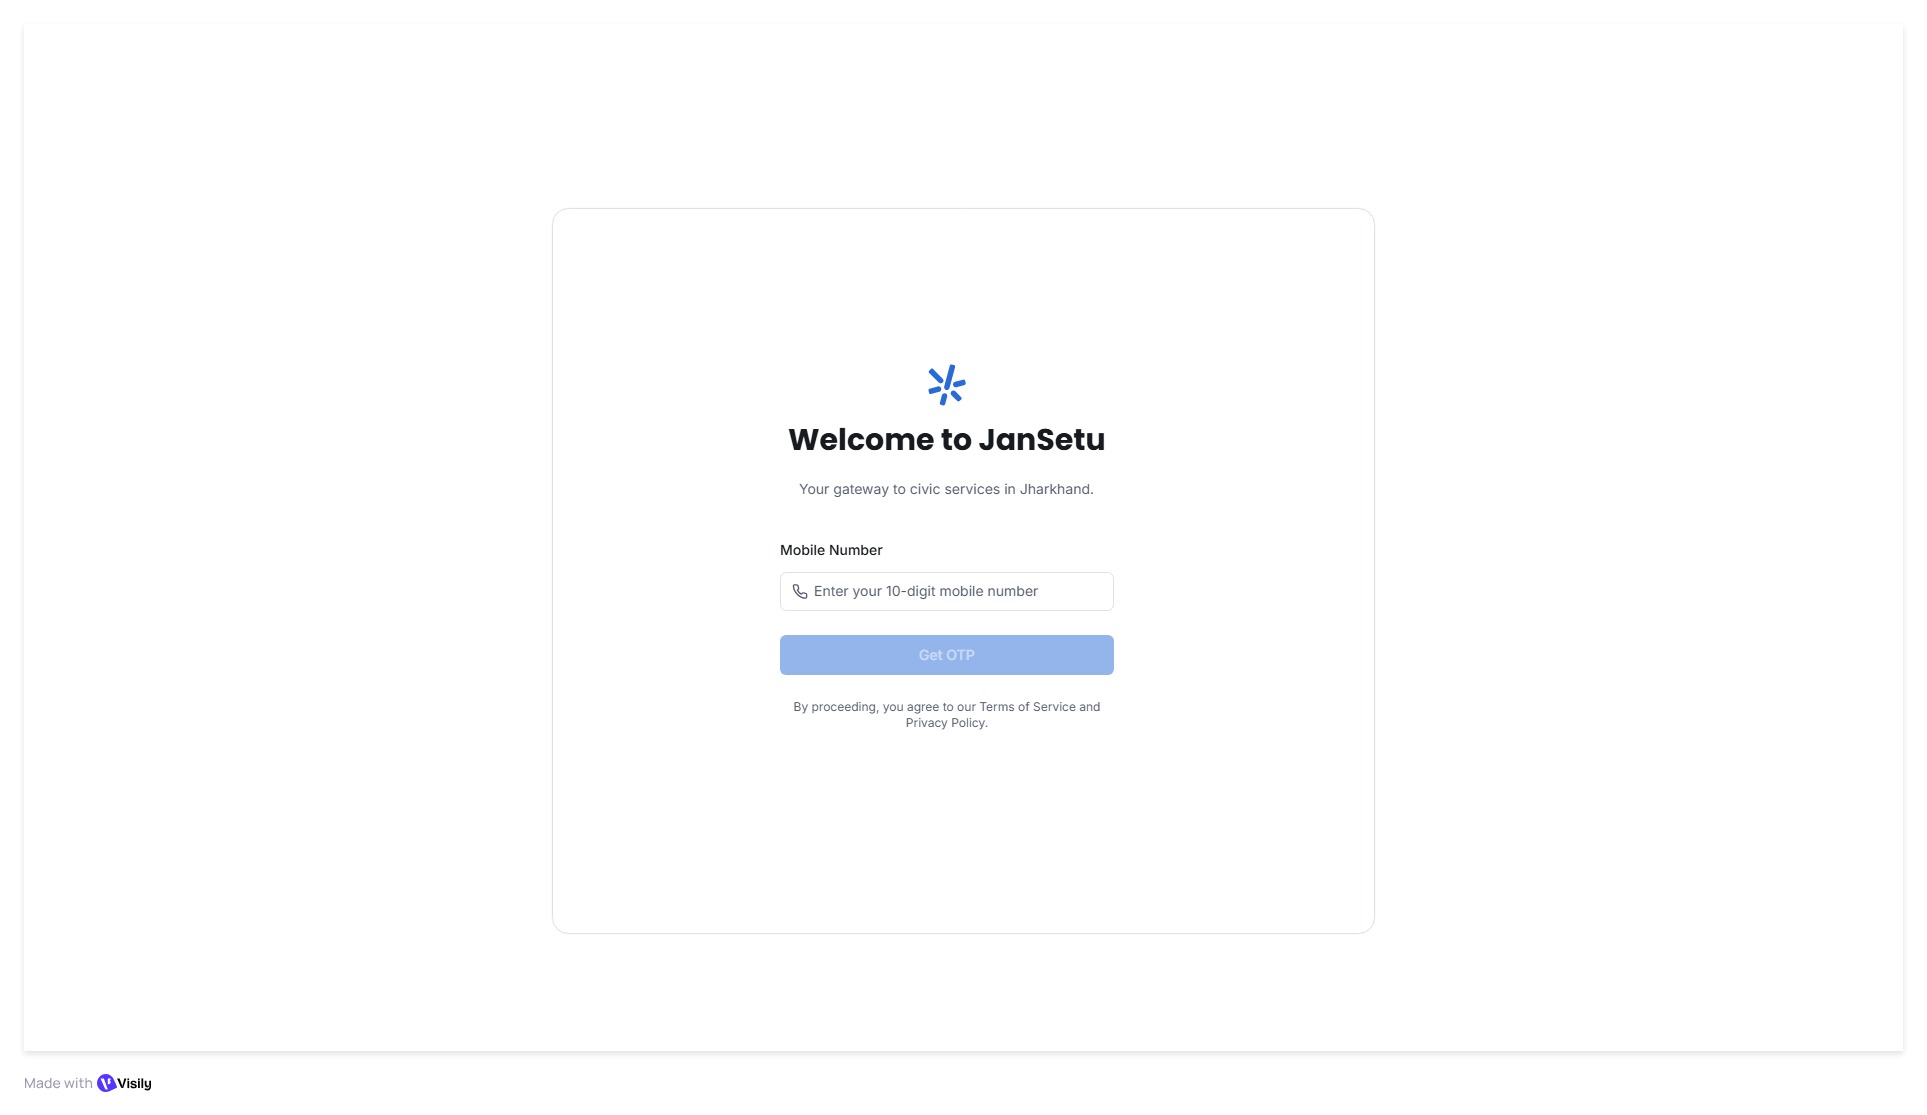 Welcome to JanSetu
Your gateway to civic services in Jharkhand.
Mobile Number
Enter your 10-digit mobile number
Get OTP
By proceeding, you agree to our Terms of Service and
Privacy Policy.
Made with Visily